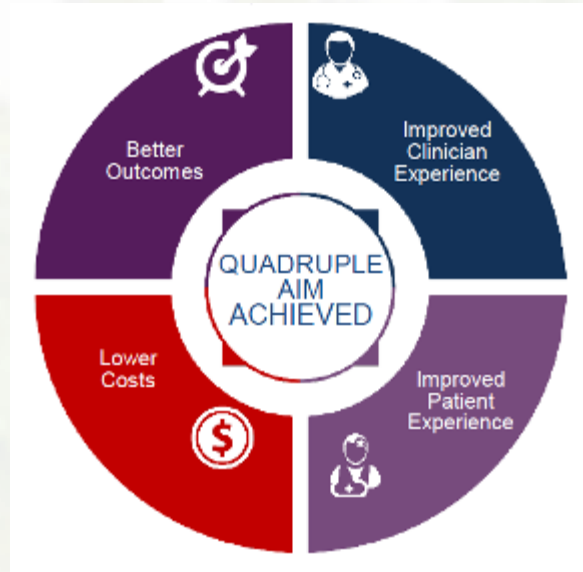 Better
Outcomes
Improved
Clinician
Experience
QUADRUPLE
AIM
ACHIEVED
Lower
Costs
$
Improved
Patient
Experience